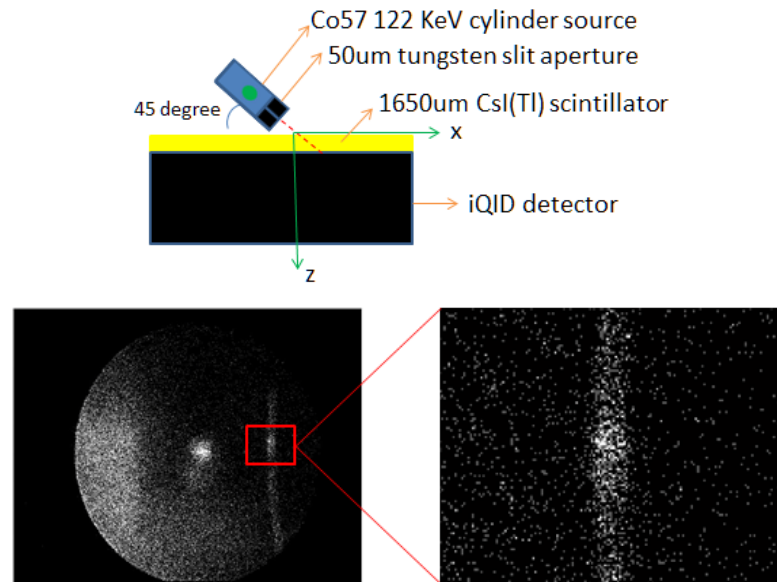 Co57 122 KeV cylinder source
50um tungsten slit aperture
45 degree
1650um CsI(Tl) scintillator
x
iQID detector
z